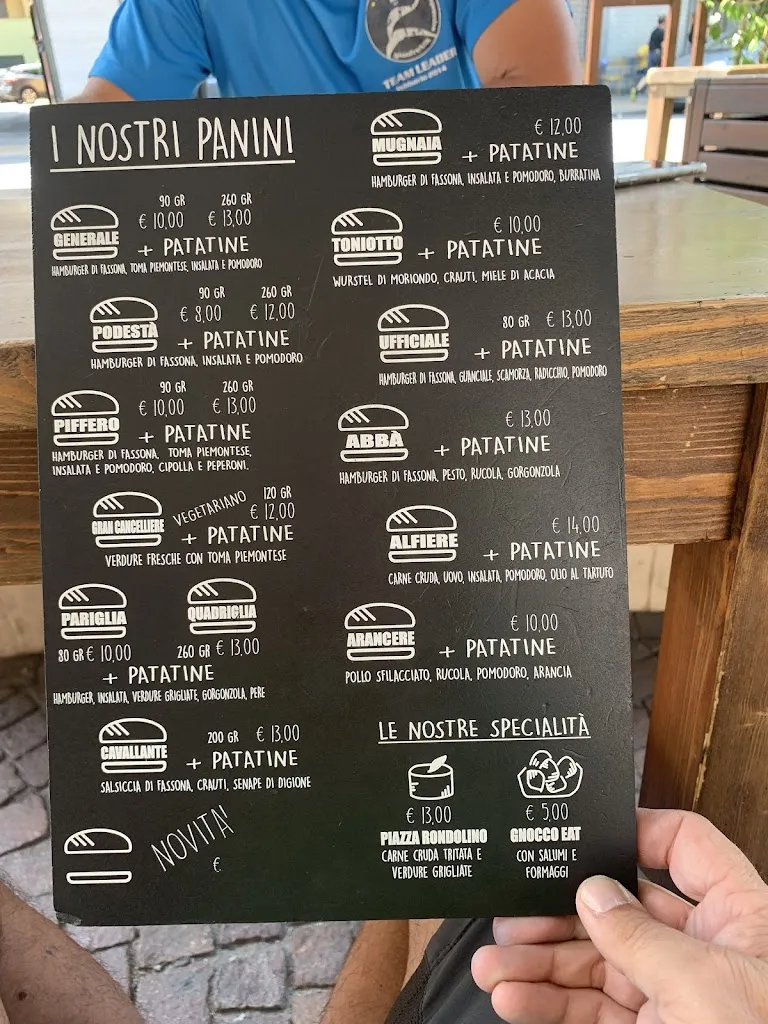 TEAM LEADER
I NOSTRI PANINI
90 GR 260 GR
€ 10,00 € 13,00
GENERALE
+ PATATINE
HAMBURGER DI FASSONA, TOMA PIEMONTESE, INSALATA E POMODORO
90 GR 260 GR
€ 8,00 € 12,00
PODESTÀ
+ PATATINE
HAMBURGER DI FASSONA, INSALATA E POMODORO
90 GR 260 GR
€ 10,00 € 13,00
PIFFERO
+ PATATINE
HAMBURGER DI FASSONA, TOMA PIEMONTESE,
INSALATA E POMODORO, CIPOLLA E PEPERONI.
VEGETARIANO 120 GR
€ 12,00
GRAN CANCELLIERE
+ PATATINE
VERDURE FRESCHE CON TOMA PIEMONTESE
PARIGLIA QUADRIGLIA
80 GR € 10,00 260 GR € 13,00
+ PATATINE
HAMBURGER, INSALATA, VERDURE GRIGLIATE, GORGONZOLA, PERE
200 GR € 13,00
CAVALLANTE
+ PATATINE
SALSICCIA DI FASSONA, CRAUTI, SENAPE DI DIGIONE
NOVITA'
€
€ 12,00
MUGNAIA
+ PATATINE
HAMBURGER DI FASSONA, INSALATA E POMODORO, BURRATINA
€ 10,00
TONIOTTO
+ PATATINE
WURSTEL DI MORIONDO, CRAUTI, MIELE DI ACACIA
80 GR € 13,00
UFFICIALE
+ PATATINE
HAMBURGER DI FASSONA, GUANCIALE, SCAMORZA, RADICCHIO, POMODORO
€ 13,00
ABBÀ
+ PATATINE
HAMBURGER DI FASSONA, PESTO, RUCOLA, GORGONZOLA
€ 14,00
ALFIERE
+ PATATINE
CARNE CRUDA, UOVO, INSALATA, POMODORO, OLIO AL TARTUFO
€ 10,00
ARANCERE
+ PATATINE
POLLO SFILACCIATO, RUCOLA, POMODORO, ARANCIA
LE NOSTRE SPECIALITÀ
€ 13,00
PIAZZA RONDOLINO
CARNE CRUDA TRITATA E
VERDURE GRIGLIATE
€ 5,00
GNOCCO EAT
CON SALUMI E
FORMAGGI